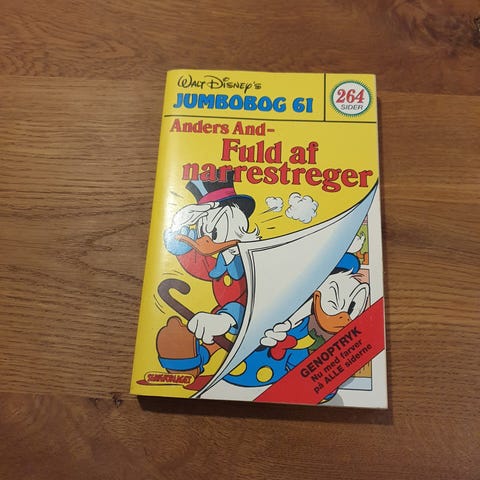 Walt Disney's
JUMBOBOG 61
264
SIDER
Anders And-
Fuld af
narrestreger
GENOPTRYK
Nu med farver
på ALLE siderne